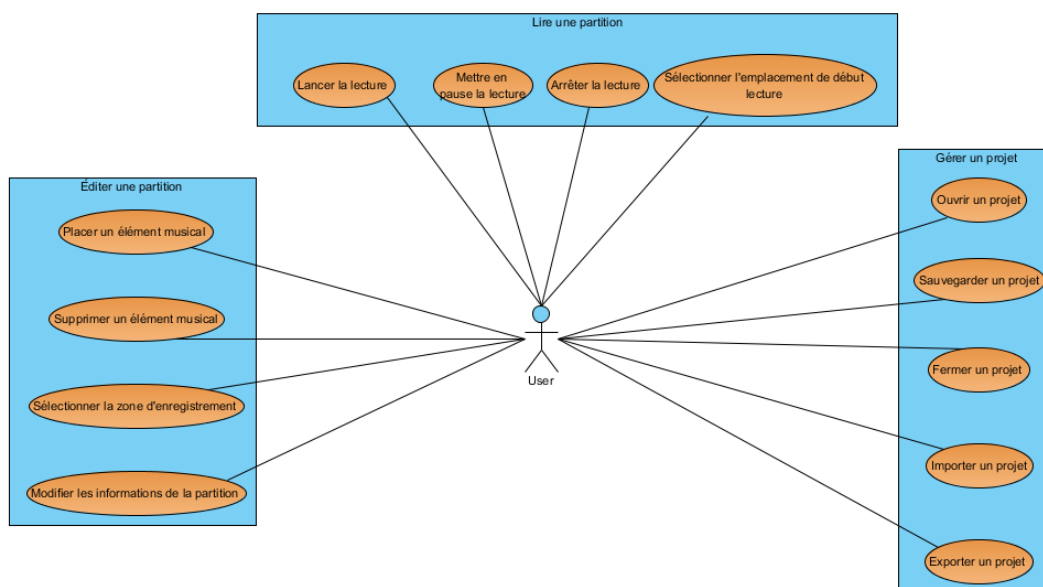 Lire une partition
Lancer la lecture
Mettre en
pause la lecture
Arrêter la lecture
Sélectionner l'emplacement de début
lecture
Éditer une partition
Placer un élément musical
Supprimer un élément musical
Sélectionner la zone d'enregistrement
Modifier les informations de la partition
User
Gérer un projet
Ouvrir un projet
Sauvegarder un projet
Fermer un projet
Importer un projet
Exporter un projet